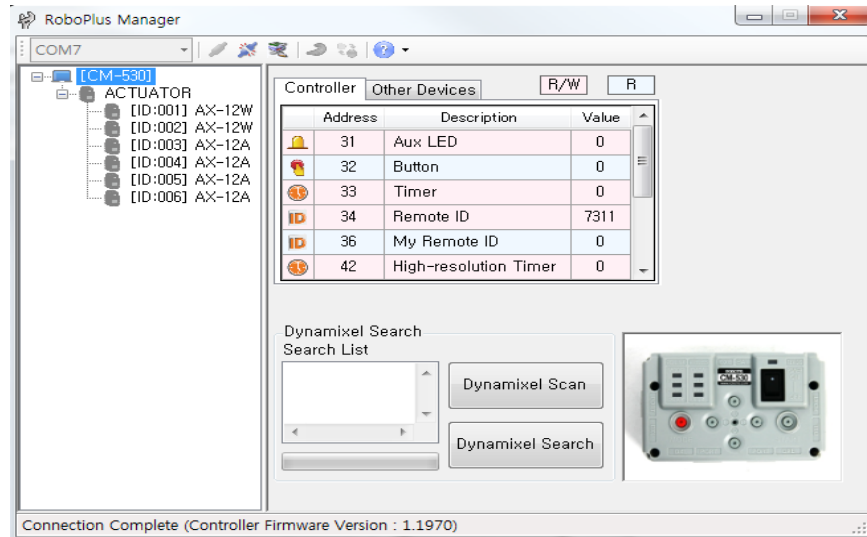 RoboPlus Manager
COM7
[CM-530]
ACTUATOR
[ID:001] AX-12W
[ID:002] AX-12W
[ID:003] AX-12A
[ID:004] AX-12A
[ID:005] AX-12A
[ID:006] AX-12A
Controller Other Devices R/W R
Address Description Value
31 Aux LED 0
32 Button 0
33 Timer 0
ID 34 Remote ID 7311
ID 36 My Remote ID 0
42 High-resolution Timer 0
Dynamixel Search
Search List
Dynamixel Scan
Dynamixel Search
CM-530
Connection Complete (Controller Firmware Version : 1.1970)